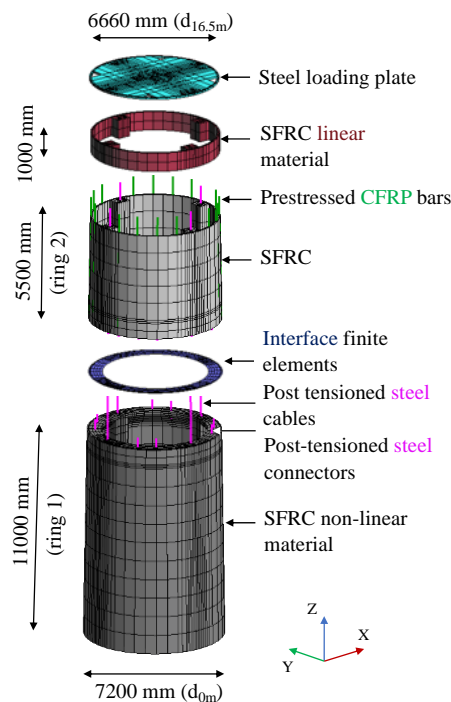 6660 mm (d16.5m)
Steel loading plate
1000 mm
SFRC linear
material
Prestressed CFRP bars
5500 mm
(ring 2)
SFRC
Interface finite
elements
Post tensioned steel
cables
Post-tensioned steel
connectors
11000 mm
(ring 1)
SFRC non-linear
material
Z
X
Y
7200 mm (d0m)